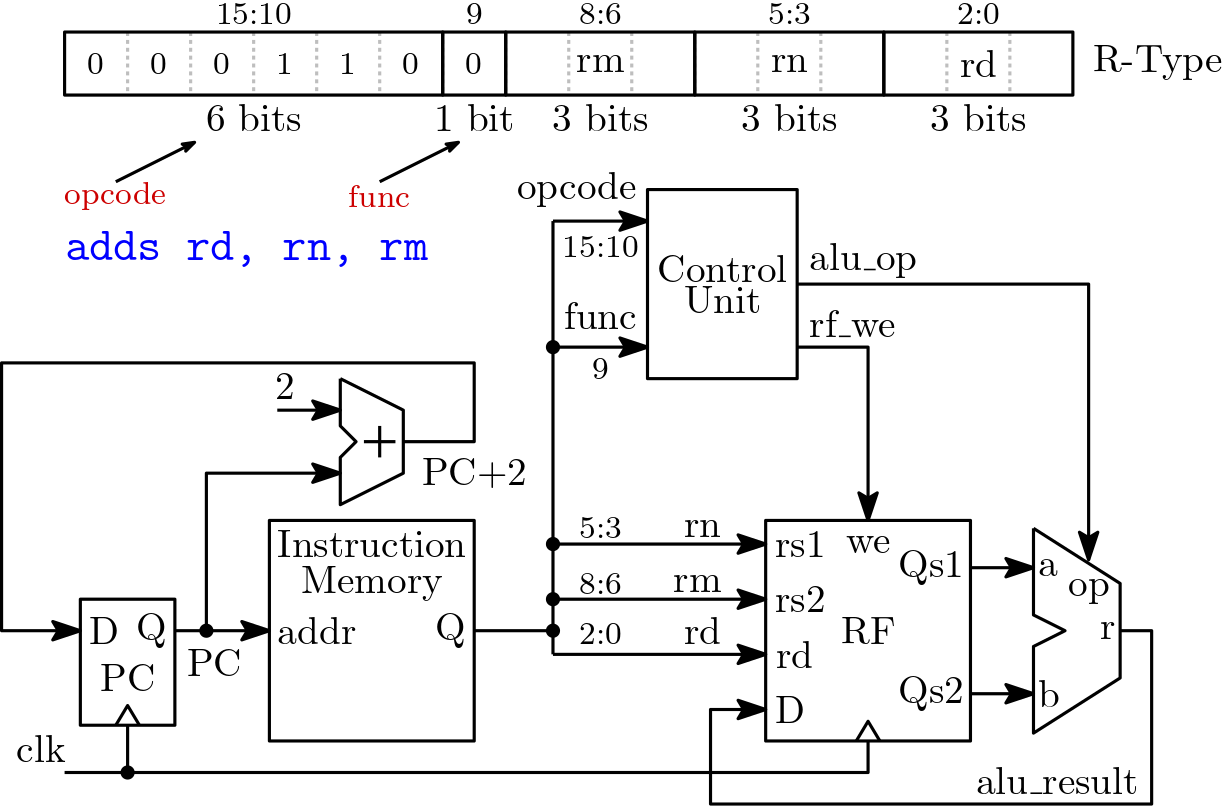 15:10 9 8:6 5:3 2:0
0 0 0 1 1 0 0 rm rn rd R-Type
6 bits 1 bit 3 bits 3 bits 3 bits
opcode func
adds rd, rn, rm
opcode
15:10
func
9
Control
Unit
alu_op
rf_we
2
+
PC+2
Instruction
Memory
addr Q
D Q
PC
PC
clk
5:3 rn
8:6 rm
2:0 rd
rs1 we Qs1
rs2
RF
rd
Qs2
D
a
op
r
b
alu_result